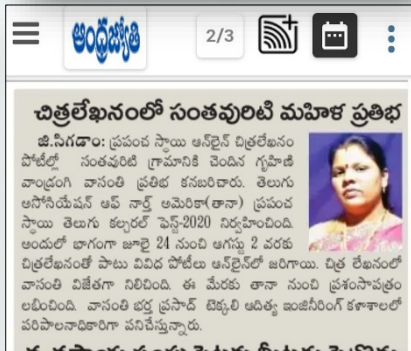 ఆంధ్రజ్యోతి
2/3
చిత్రలేఖనంలో సంతవురిటి మహిళ ప్రతిభ
జి.సిగడాం: ప్రపంచ స్థాయి ఆన్‌లైన్ చిత్రలేఖనం
పోటీల్లో సంతవురిటి గ్రామానికి చెందిన గృహిణి
వాండ్రంగి వాసంతి ప్రతిభ కనబరిచారు. తెలుగు
అసోసియేషన్ ఆఫ్ నార్త్ అమెరికా(తానా) ప్రపంచ
స్థాయి తెలుగు కల్చరల్ ఫెస్ట్-2020 నిర్వహించింది.
అందులో భాగంగా జూలై 24 నుంచి ఆగస్టు 2 వరకు
చిత్రలేఖనంతో పాటు వివిధ పోటీలు ఆన్‌లైన్‌లో జరిగాయి. చిత్ర లేఖనంలో
వాసంతి విజేతగా నిలిచింది. ఈ మేరకు తానా నుంచి ప్రశంసాపత్రం
లభించింది. వాసంతి భర్త ప్రసాద్ టెక్కలి ఆదిత్య ఇంజినీరింగ్ కళాశాలలో
పరిపాలనాధికారిగా పనిచేస్తున్నారు.